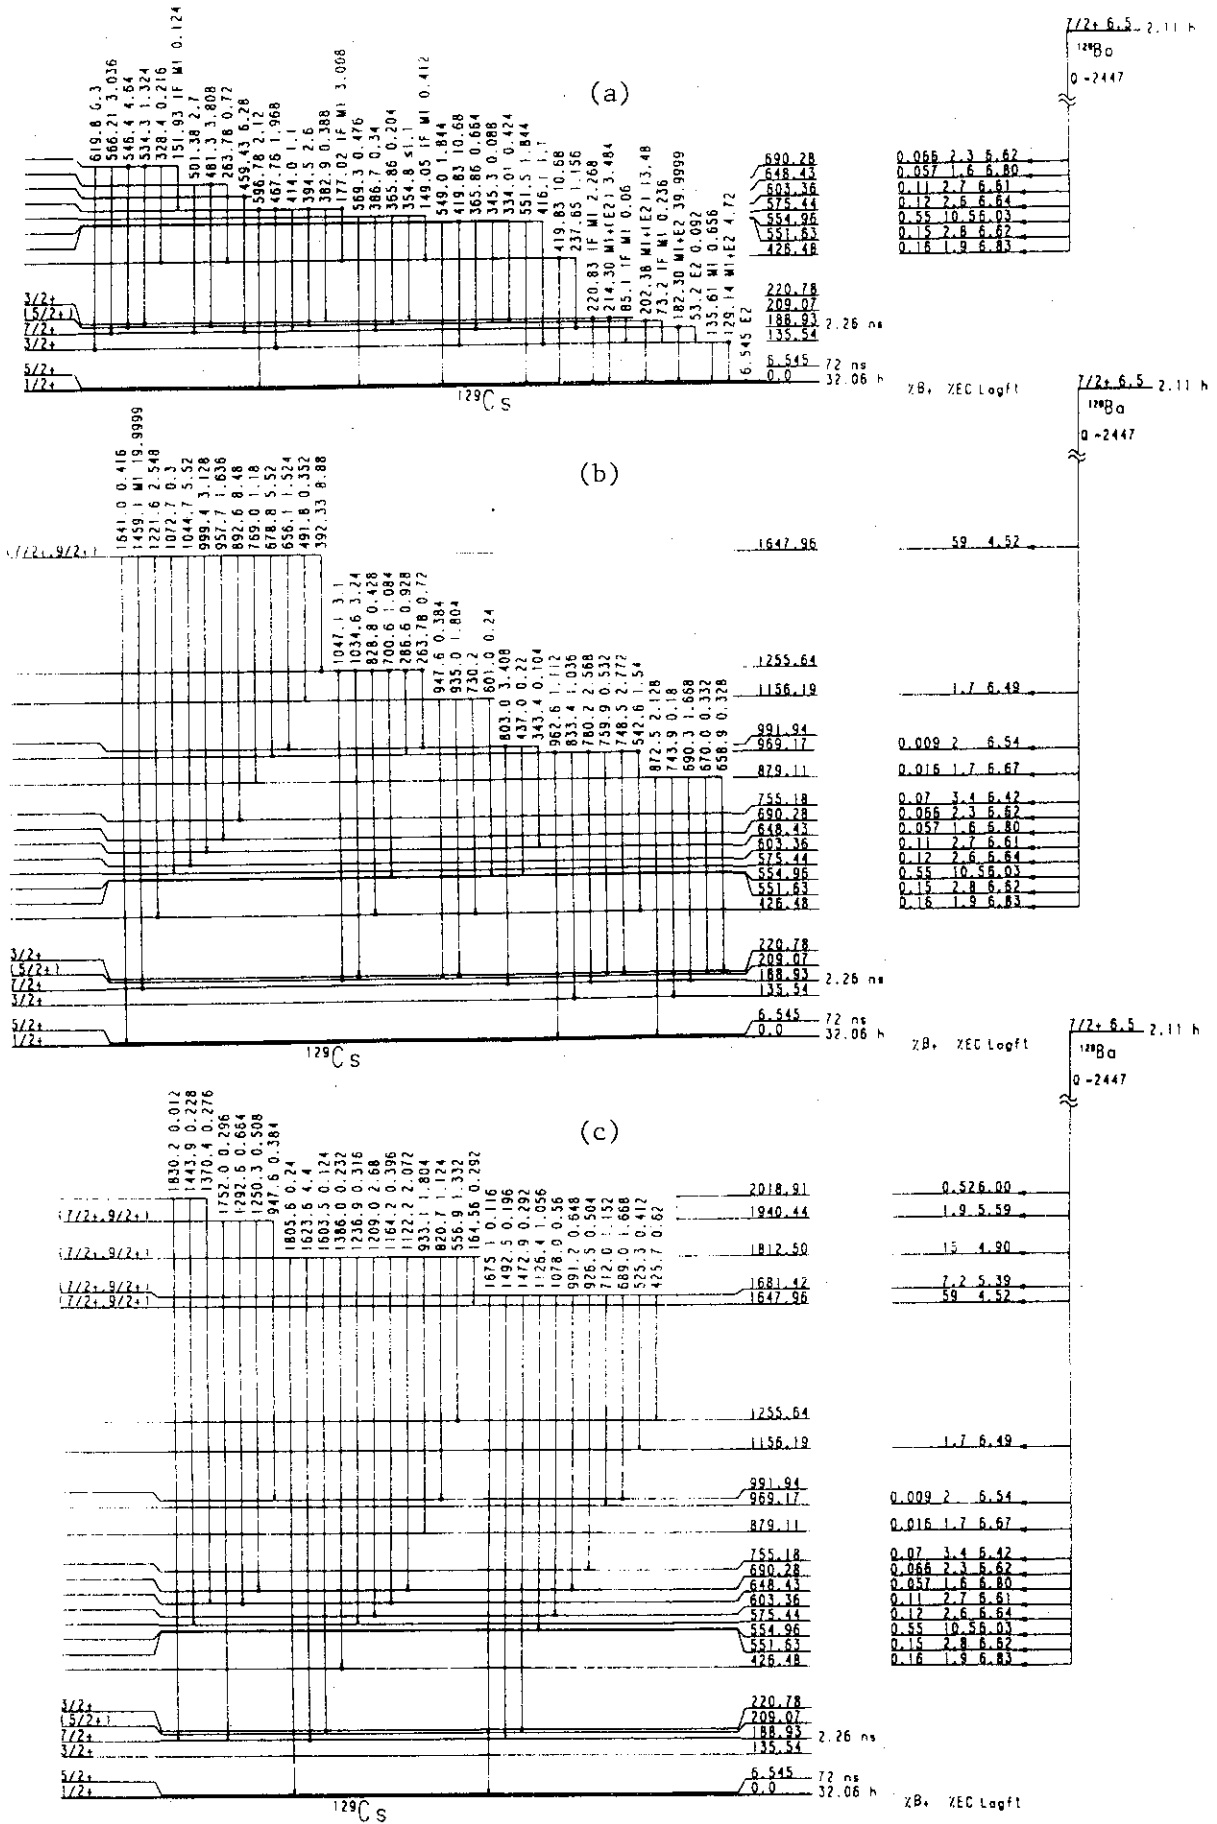 (a)
619.8 0.3
566.21 3.036
546.4 4.64
534.3 1.324
328.4 0.216
151.93 IF M1 0.124
501.38 2.7
481.3 3.808
263.78 0.72
459.43 6.28
596.78 2.12
467.76 1.968
414.0 1.1
394.5 2.6
382.9 0.388
177.02 IF M1 3.008
569.3 0.476
386.7 0.34
365.86 0.204
354.8 ≤1.1
149.05 IF M1 0.412
549.0 1.844
419.83 10.68
365.86 0.664
345.3 0.088
334.01 0.424
551.5 1.844
416.1 1.1
419.83 10.68
237.65 1.156
220.83 IF M1 2.268
214.30 M1+(E2) 3.484
85.1 IF M1 0.06
202.38 M1+(E2) 13.48
73.2 IF M1 0.236
182.30 M1+E2 39.9999
53.2 E2 0.092
135.61 M1 0.656
129.14 M1+E2 4.72
6.545 E2
7/2+ 6.5 2.11 h
Q -2447
690.28 0.066 2.3 6.62
648.43 0.057 1.6 6.80
603.36 0.11 2.7 6.61
575.44 0.12 2.6 6.64
554.96 0.55 10.5 6.03
551.63 0.15 2.8 6.62
426.48 0.16 1.9 6.83
3/2+ 220.78
(5/2+) 209.07
7/2+ 188.93 2.26 ns
3/2+ 135.54
5/2+ 6.545 72 ns
1/2+ 0.0 32.06 h
129Cs
%B+ %EC Logft
(b)
1641.0 0.416
1459.1 M1 19.9999
1221.6 2.548
1072.7 0.3
1044.7 5.52
999.4 3.128
957.7 1.636
892.6 8.48
769.0 1.18
678.8 5.52
656.1 1.524
491.8 0.352
392.33 8.88
1047.1 3.1
1034.6 3.24
828.8 0.428
700.6 1.084
286.6 0.928
263.78 0.72
947.6 0.384
935.0 1.804
730.2
601.0 0.24
803.0 3.408
437.0 0.22
343.4 0.104
962.6 1.112
833.4 1.036
780.2 2.568
759.9 0.532
748.5 2.772
542.6 1.54
872.5 2.128
743.9 0.18
690.3 1.668
670.0 0.332
658.9 0.328
7/2+ 6.5 2.11 h
129Ba
Q -2447
(7/2+,9/2+) 1647.96 59 4.52
1255.64
1156.19 1.7 6.49
991.94
969.17 0.009 2 6.54
879.11 0.016 1.7 6.67
755.18 0.07 3.4 6.42
690.28 0.066 2.3 6.62
648.43 0.057 1.6 6.80
603.36 0.11 2.7 6.61
575.44 0.12 2.6 6.64
554.96 0.55 10.5 6.03
551.63 0.15 2.8 6.62
426.48 0.16 1.9 6.83
3/2+ 220.78
(5/2+) 209.07
7/2+ 188.93 2.26 ns
3/2+ 135.54
5/2+ 6.545 72 ns
1/2+ 0.0 32.06 h
129Cs
%B+ %EC Logft
(c)
1830.2 0.012
1443.9 0.228
1370.4 0.276
1752.0 0.296
1292.6 0.664
1250.3 0.508
947.6 0.384
1805.6 0.24
1623.6 4.4
1603.5 0.124
1386.0 0.232
1236.9 0.316
1209.0 2.68
1164.2 0.396
1122.2 2.072
933.1 1.804
820.7 1.124
556.9 1.332
164.56 0.292
1675.1 0.116
1492.5 0.196
1472.9 0.292
1126.4 1.056
1078.0 0.56
991.2 0.648
926.5 0.504
712.0 1.152
689.0 1.668
525.3 0.412
425.7 0.62
7/2+ 6.5 2.11 h
129Ba
Q -2447
2018.91 0.52 6.00
(7/2+,9/2+) 1940.44 1.9 5.59
(7/2+,9/2+) 1812.50 15 4.90
(7/2+,9/2+) 1681.42 7.2 5.39
(7/2+,9/2+) 1647.96 59 4.52
1255.64
1156.19 1.7 6.49
991.94
969.17 0.009 2 6.54
879.11 0.016 1.7 6.67
755.18 0.07 3.4 6.42
690.28 0.066 2.3 6.62
648.43 0.057 1.6 6.80
603.36 0.11 2.7 6.61
575.44 0.12 2.6 6.64
554.96 0.55 10.5 6.03
551.63 0.15 2.8 6.62
426.48 0.16 1.9 6.83
3/2+ 220.78
(5/2+) 209.07
7/2+ 188.93 2.26 ns
3/2+ 135.54
5/2+ 6.545 72 ns
1/2+ 0.0 32.06 h
129Cs
%B+ %EC Logft